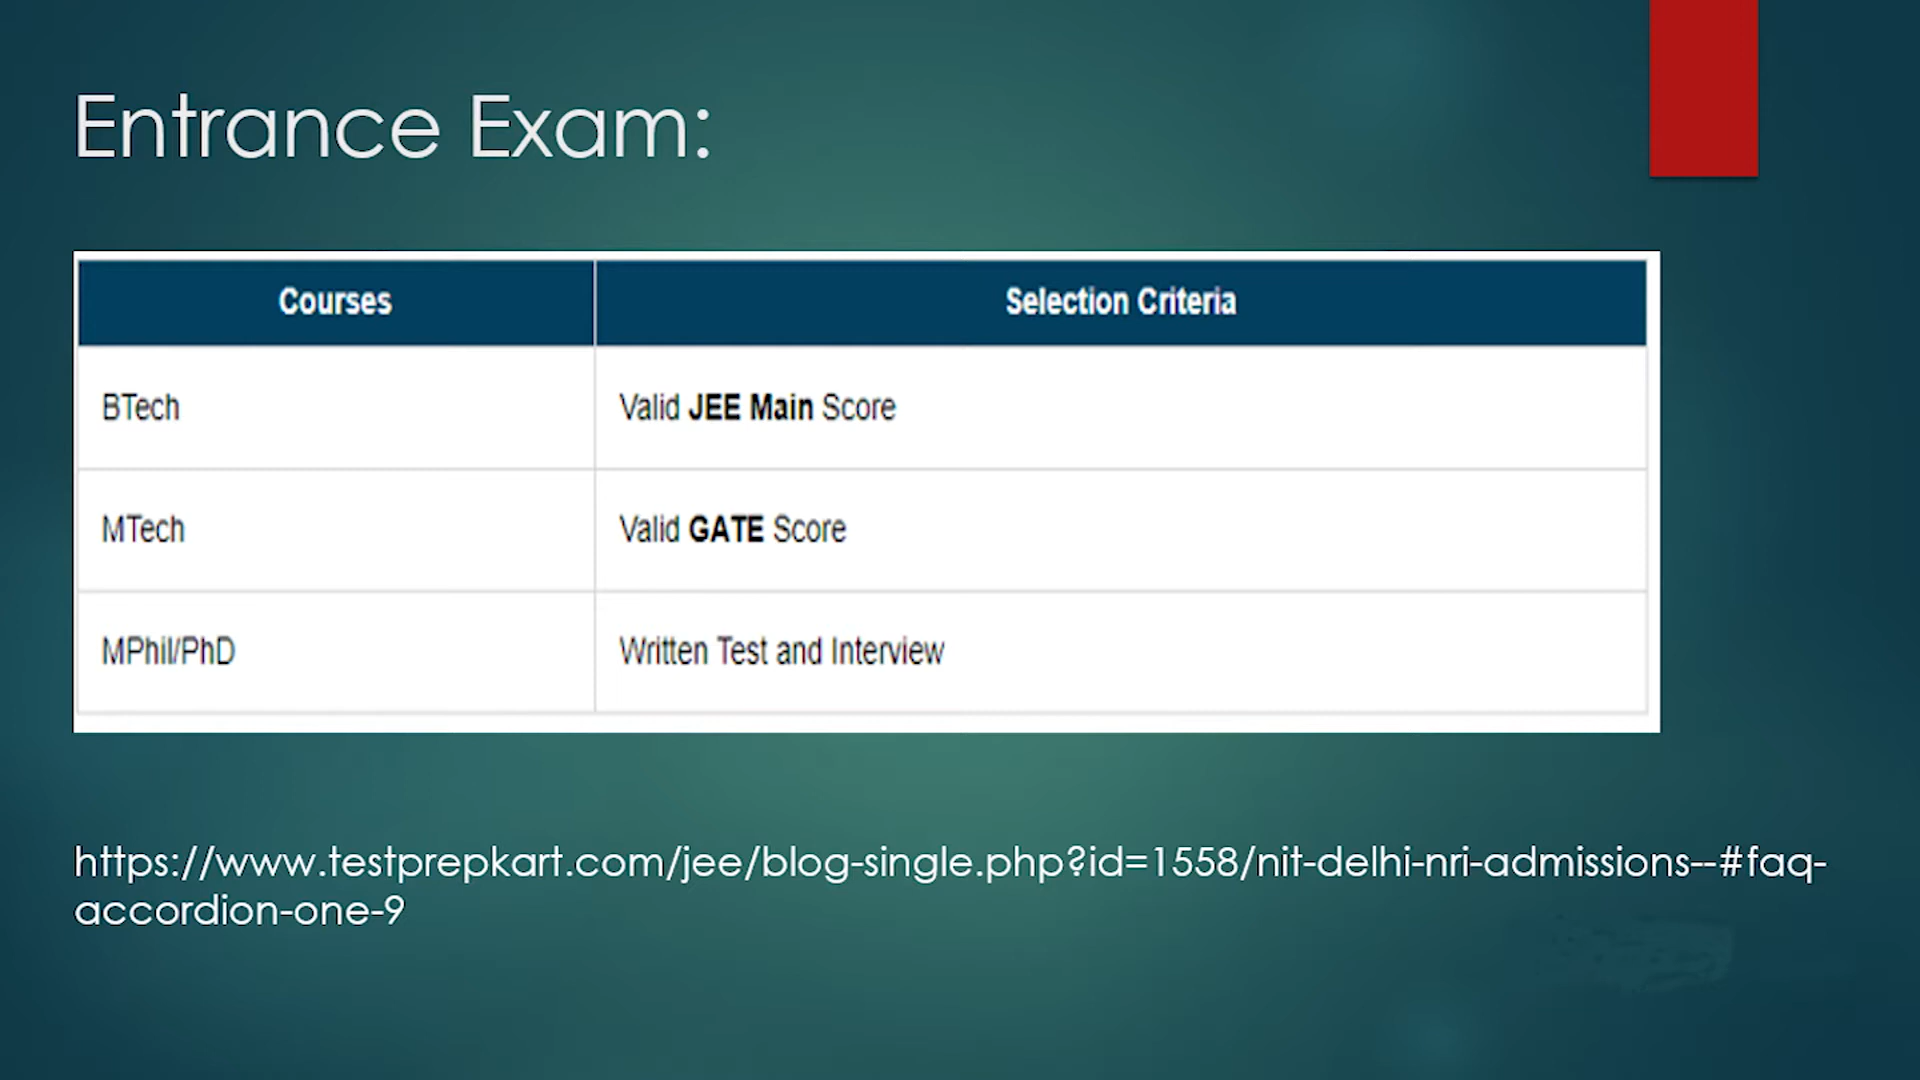 Entrance Exam:
Courses Selection Criteria
BTech Valid JEE Main Score
MTech Valid GATE Score
MPhil/PhD Written Test and Interview
https://www.testprepkart.com/jee/blog-single.php?id=1558/nit-delhi-nri-admissions--#faq-
accordion-one-9